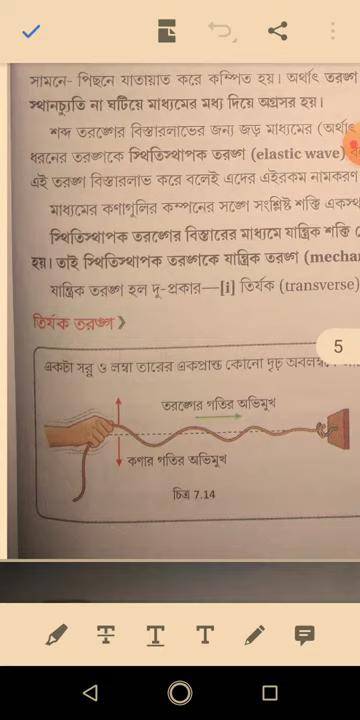 সামনে- পিছনে যাতায়াত করে কম্পিত হয়। অর্থাৎ তরঙ্গ
স্থানচ্যুতি না ঘটিয়ে মাধ্যমের মধ্য দিয়ে অগ্রসর হয়।
শব্দ তরঙ্গের বিস্তারলাভের জন্য জড় মাধ্যমের (অর্থাৎ
ধরনের তরঙ্গকে স্থিতিস্থাপক তরঙ্গ (elastic wave)
এই তরঙ্গ বিস্তারলাভ করে বলেই এদের এইরকম নামকরণ
মাধ্যমের কণাগুলির কম্পনের সঙ্গে সংশ্লিষ্ট শক্তি
স্থিতিস্থাপক তরঙ্গের বিস্তারের মাধ্যমে যান্ত্রিক শক্তি
হয়। তাই স্থিতিস্থাপক তরঙ্গকে যান্ত্রিক তরঙ্গ (mecha
যান্ত্রিক তরঙ্গ হল দু-প্রকার—[i] তির্যক (transverse)
তির্যক তরঙ্গ
5
একটা সরু ও লম্বা তারের একপ্রান্ত কোনো দৃঢ়
তরঙ্গের গতির অভিমুখ
কণার গতির অভিমুখ
চিত্র 7.14